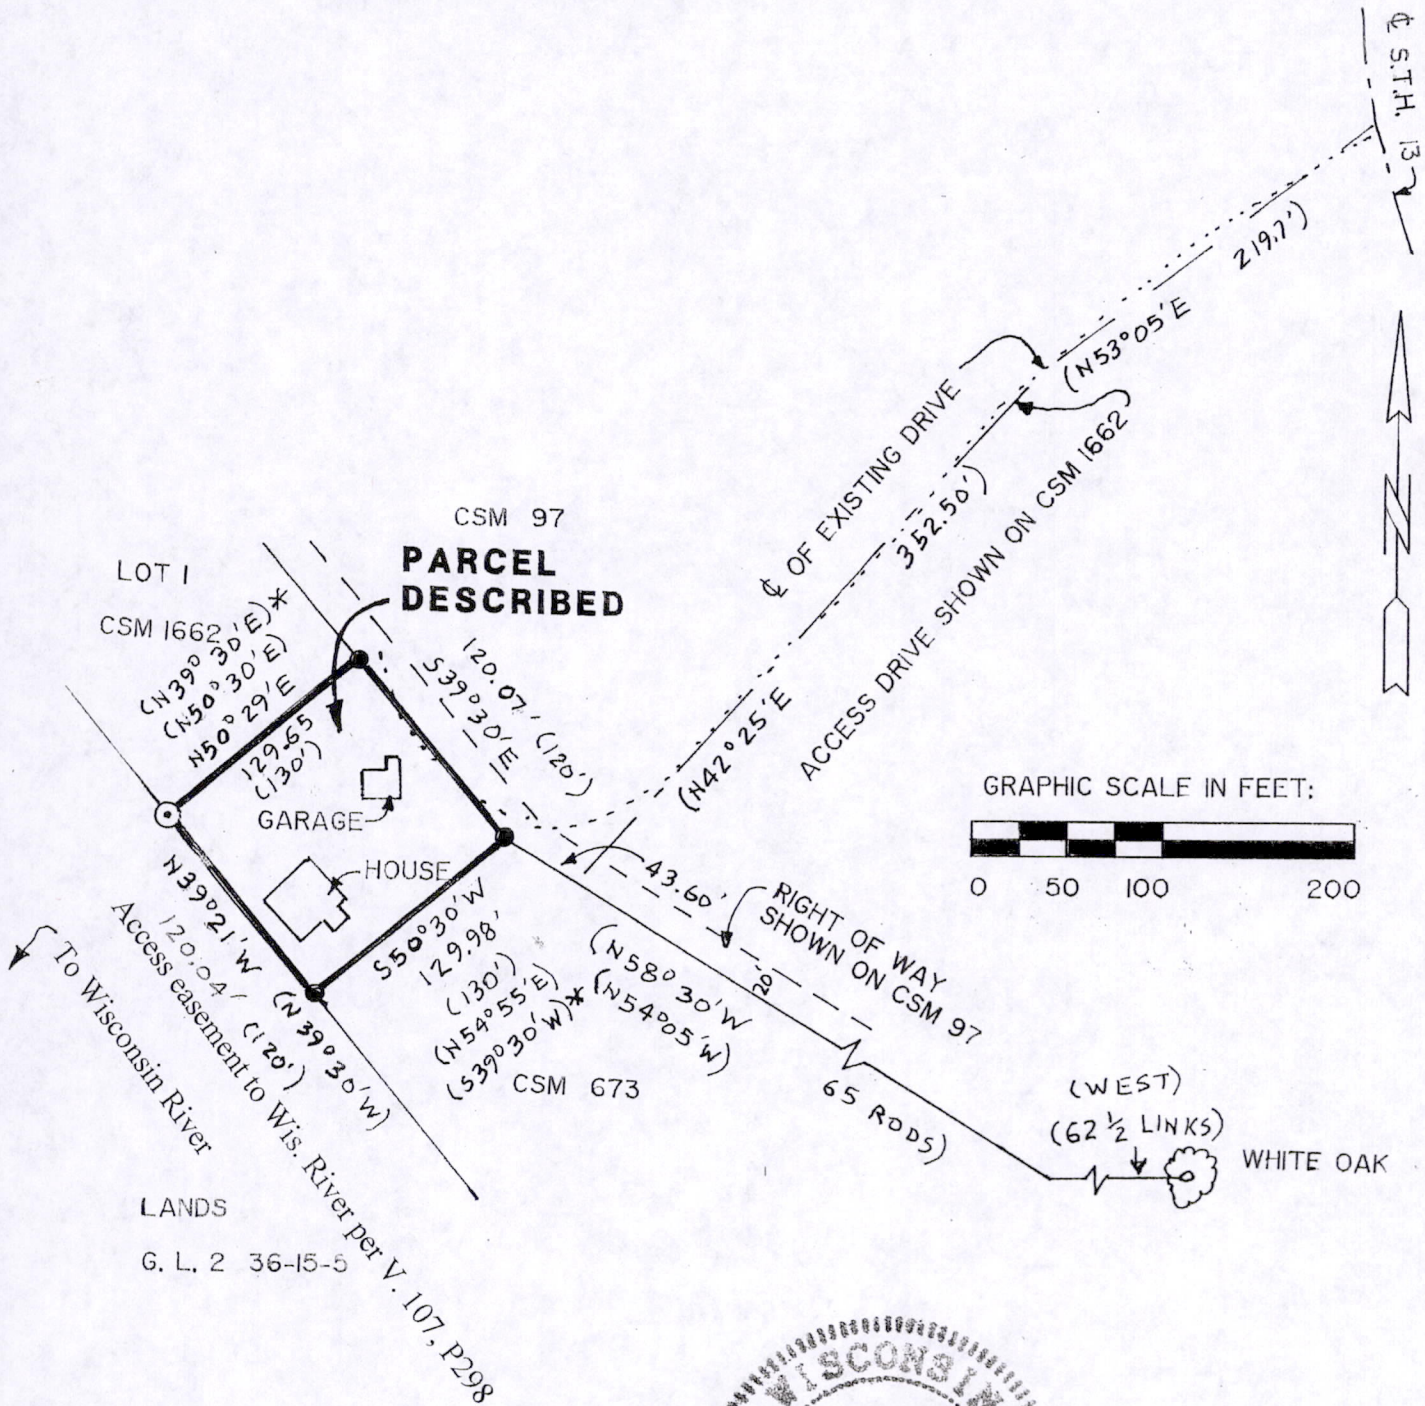 ℄ S.T.H. 13
219.7')
(N53°05'E
℄ OF EXISTING DRIVE
352.50')
(N42°25'E
ACCESS DRIVE SHOWN ON CSM 1662
CSM 97
PARCEL
DESCRIBED
LOT 1
CSM 1662
(N39°30'E)*
(N50°30'E)
N50°29'E
129.65
(130')
120.07' (120')
S39°30'E
GARAGE
HOUSE
N39°21'W (N39°30'W)
120.04' (120')
S50°30'W
129.98'
(130')
(N54°55'E)
(S39°30'W)*
CSM 673
43.60'
RIGHT OF WAY
SHOWN ON CSM 97
20'
(N58°30'W
(N54°05'W)
65 RODS)
(WEST)
(62 ½ LINKS)
WHITE OAK
GRAPHIC SCALE IN FEET:
0 50 100 200
N
Access easement to Wis. River per V. 107, P298
To Wisconsin River
LANDS
G. L. 2 36-15-5
WISCONSIN